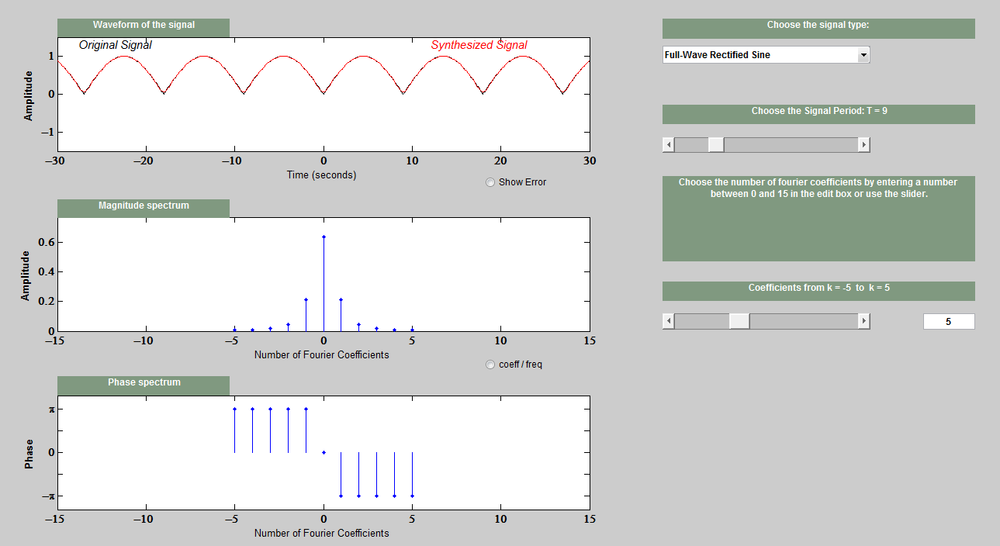 Waveform of the signal
Original Signal
Synthesized Signal
1
0
−1
Amplitude
−30 −20 −10 0 10 20 30
Time (seconds)
Show Error
Magnitude spectrum
0.6
0.4
0.2
0
Amplitude
−15 −10 −5 0 5 10 15
Number of Fourier Coefficients
coeff / freq
Phase spectrum
π
0
−π
Phase
−15 −10 −5 0 5 10 15
Number of Fourier Coefficients
Choose the signal type:
Full-Wave Rectified Sine
Choose the Signal Period: T = 9
Choose the number of fourier coefficients by entering a number
between 0 and 15 in the edit box or use the slider.
Coefficients from k = -5 to k = 5
5